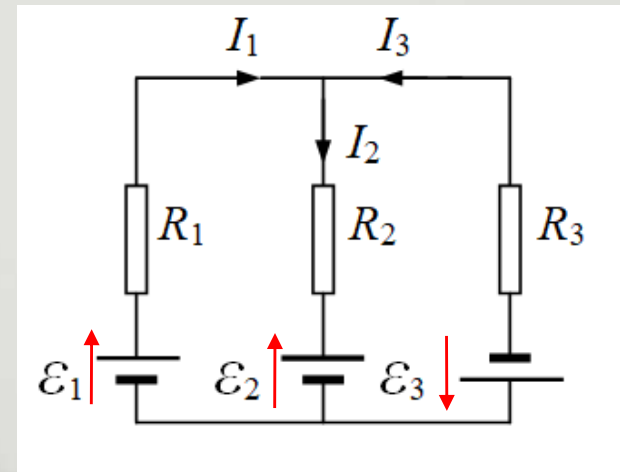 I₁ I₃
I₂
R₁ R₂ R₃
ℰ₁ ℰ₂ ℰ₃